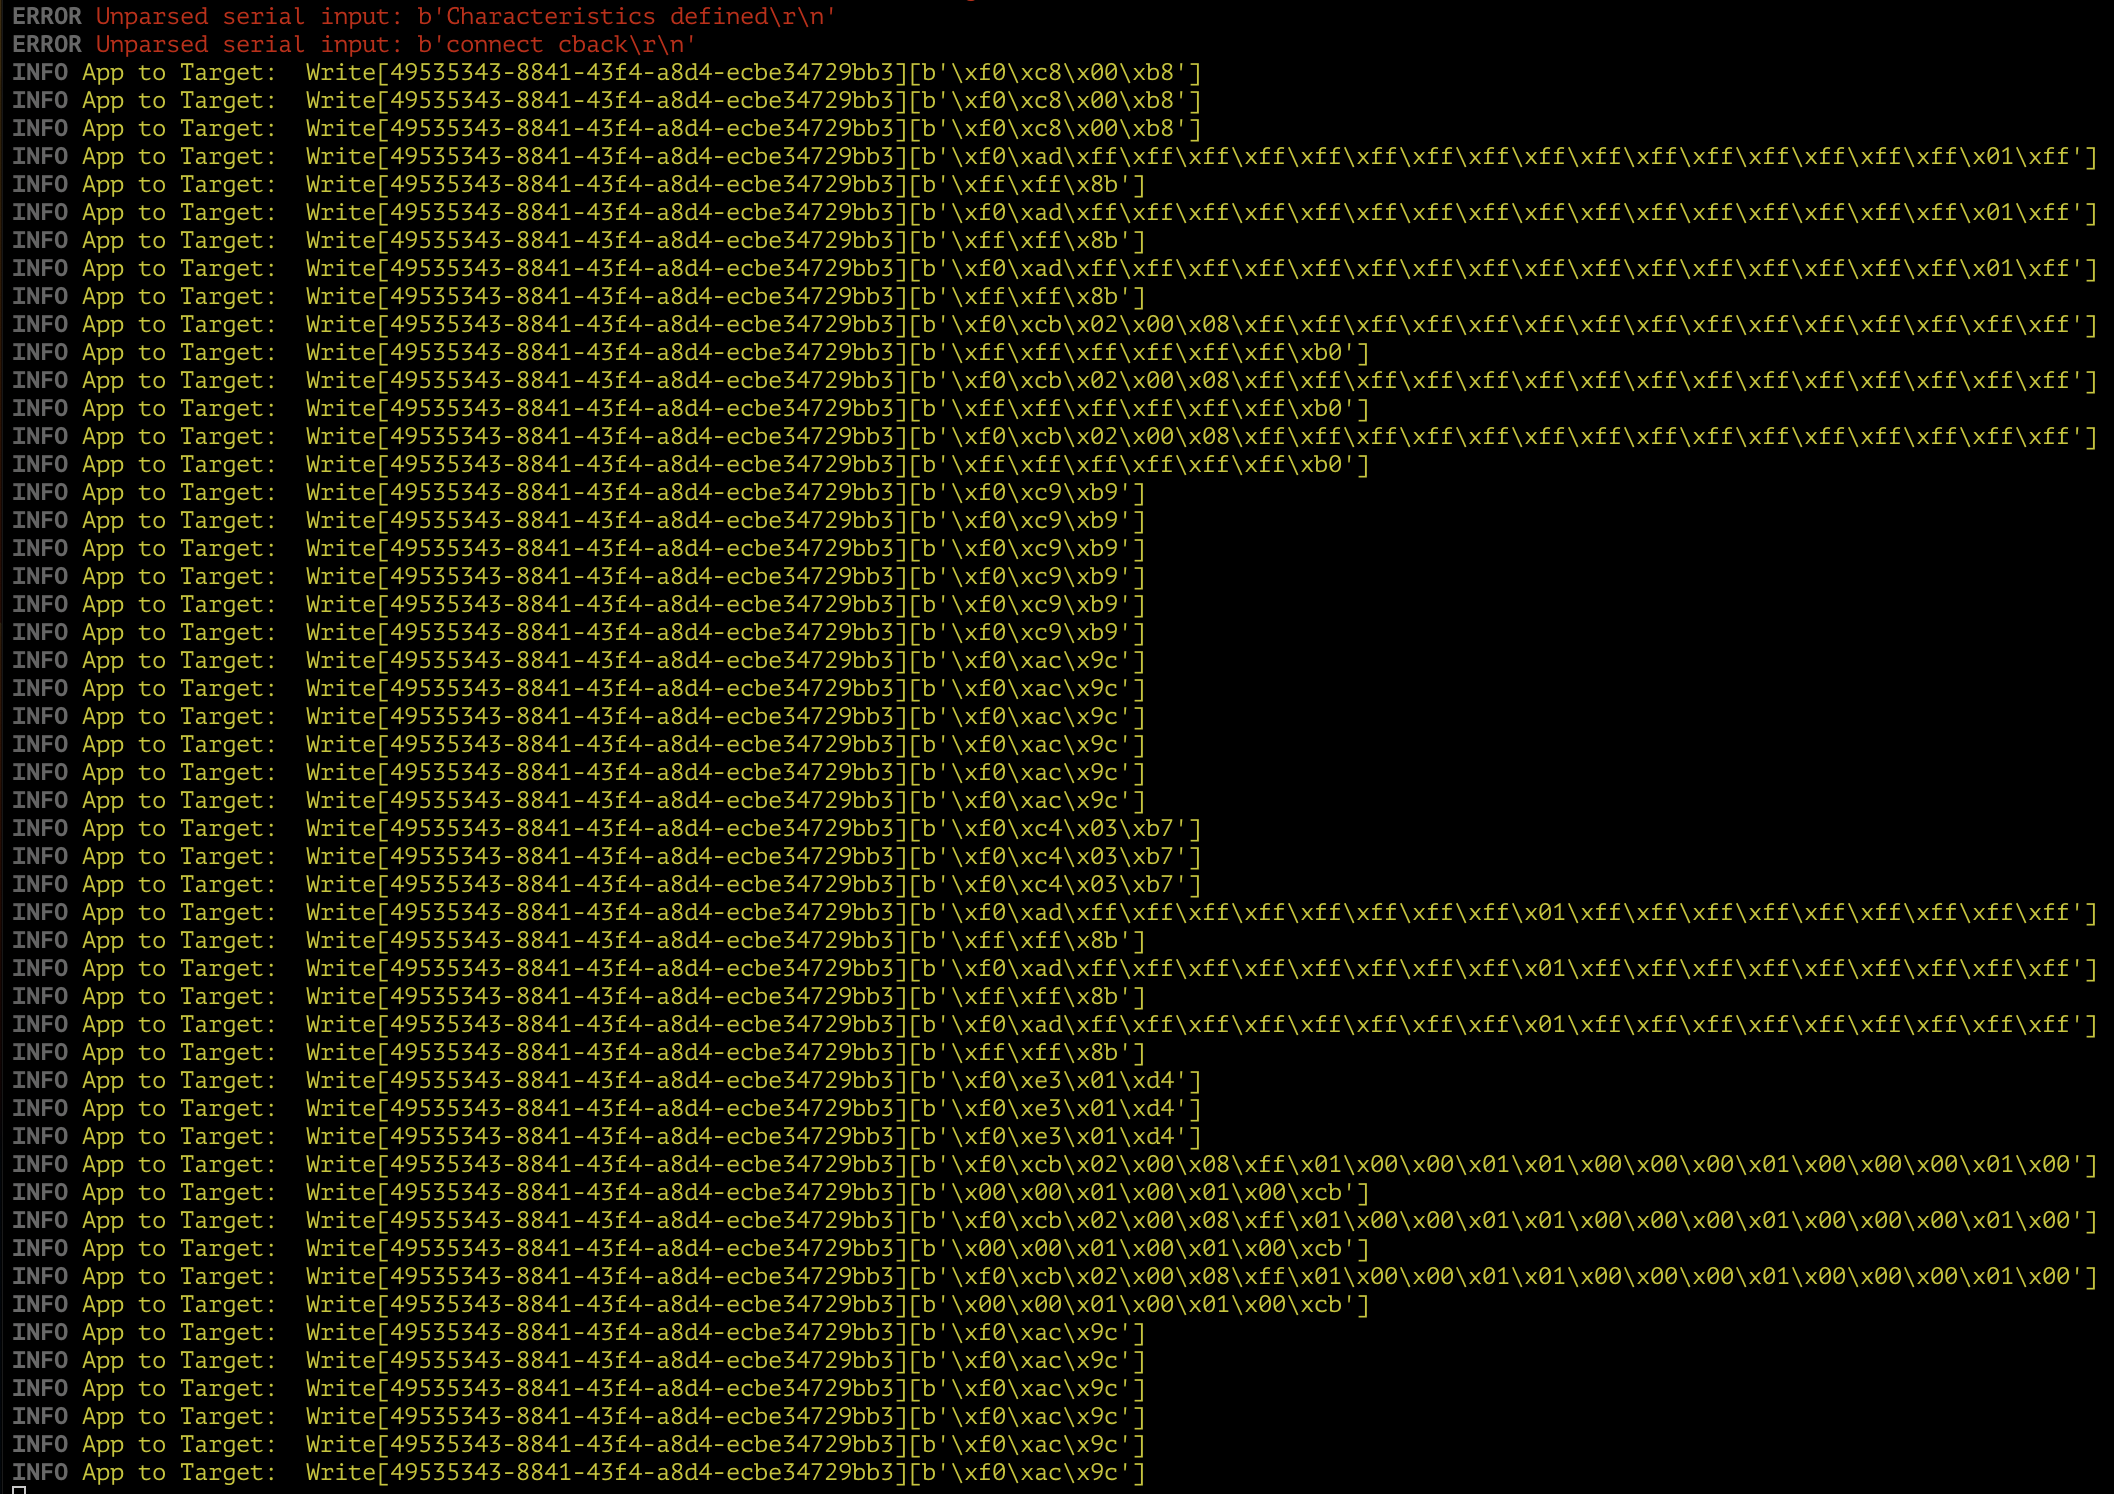 ERROR Unparsed serial input: b'Characteristics defined\r\n'
ERROR Unparsed serial input: b'connect cback\r\n'
INFO App to Target:  Write[49535343-8841-43f4-a8d4-ecbe34729bb3][b'\xf0\xc8\x00\xb8']
INFO App to Target:  Write[49535343-8841-43f4-a8d4-ecbe34729bb3][b'\xf0\xc8\x00\xb8']
INFO App to Target:  Write[49535343-8841-43f4-a8d4-ecbe34729bb3][b'\xf0\xc8\x00\xb8']
INFO App to Target:  Write[49535343-8841-43f4-a8d4-ecbe34729bb3][b'\xf0\xad\xff\xff\xff\xff\xff\xff\xff\xff\xff\xff\xff\xff\xff\xff\xff\xff\x01\xff']
INFO App to Target:  Write[49535343-8841-43f4-a8d4-ecbe34729bb3][b'\xff\xff\x8b']
INFO App to Target:  Write[49535343-8841-43f4-a8d4-ecbe34729bb3][b'\xf0\xad\xff\xff\xff\xff\xff\xff\xff\xff\xff\xff\xff\xff\xff\xff\xff\xff\x01\xff']
INFO App to Target:  Write[49535343-8841-43f4-a8d4-ecbe34729bb3][b'\xff\xff\x8b']
INFO App to Target:  Write[49535343-8841-43f4-a8d4-ecbe34729bb3][b'\xf0\xad\xff\xff\xff\xff\xff\xff\xff\xff\xff\xff\xff\xff\xff\xff\xff\xff\x01\xff']
INFO App to Target:  Write[49535343-8841-43f4-a8d4-ecbe34729bb3][b'\xff\xff\x8b']
INFO App to Target:  Write[49535343-8841-43f4-a8d4-ecbe34729bb3][b'\xf0\xcb\x02\x00\x08\xff\xff\xff\xff\xff\xff\xff\xff\xff\xff\xff\xff\xff\xff\xff']
INFO App to Target:  Write[49535343-8841-43f4-a8d4-ecbe34729bb3][b'\xff\xff\xff\xff\xff\xff\xb0']
INFO App to Target:  Write[49535343-8841-43f4-a8d4-ecbe34729bb3][b'\xf0\xcb\x02\x00\x08\xff\xff\xff\xff\xff\xff\xff\xff\xff\xff\xff\xff\xff\xff\xff']
INFO App to Target:  Write[49535343-8841-43f4-a8d4-ecbe34729bb3][b'\xff\xff\xff\xff\xff\xff\xb0']
INFO App to Target:  Write[49535343-8841-43f4-a8d4-ecbe34729bb3][b'\xf0\xcb\x02\x00\x08\xff\xff\xff\xff\xff\xff\xff\xff\xff\xff\xff\xff\xff\xff\xff']
INFO App to Target:  Write[49535343-8841-43f4-a8d4-ecbe34729bb3][b'\xff\xff\xff\xff\xff\xff\xb0']
INFO App to Target:  Write[49535343-8841-43f4-a8d4-ecbe34729bb3][b'\xf0\xc9\xb9']
INFO App to Target:  Write[49535343-8841-43f4-a8d4-ecbe34729bb3][b'\xf0\xc9\xb9']
INFO App to Target:  Write[49535343-8841-43f4-a8d4-ecbe34729bb3][b'\xf0\xc9\xb9']
INFO App to Target:  Write[49535343-8841-43f4-a8d4-ecbe34729bb3][b'\xf0\xc9\xb9']
INFO App to Target:  Write[49535343-8841-43f4-a8d4-ecbe34729bb3][b'\xf0\xc9\xb9']
INFO App to Target:  Write[49535343-8841-43f4-a8d4-ecbe34729bb3][b'\xf0\xc9\xb9']
INFO App to Target:  Write[49535343-8841-43f4-a8d4-ecbe34729bb3][b'\xf0\xac\x9c']
INFO App to Target:  Write[49535343-8841-43f4-a8d4-ecbe34729bb3][b'\xf0\xac\x9c']
INFO App to Target:  Write[49535343-8841-43f4-a8d4-ecbe34729bb3][b'\xf0\xac\x9c']
INFO App to Target:  Write[49535343-8841-43f4-a8d4-ecbe34729bb3][b'\xf0\xac\x9c']
INFO App to Target:  Write[49535343-8841-43f4-a8d4-ecbe34729bb3][b'\xf0\xac\x9c']
INFO App to Target:  Write[49535343-8841-43f4-a8d4-ecbe34729bb3][b'\xf0\xac\x9c']
INFO App to Target:  Write[49535343-8841-43f4-a8d4-ecbe34729bb3][b'\xf0\xc4\x03\xb7']
INFO App to Target:  Write[49535343-8841-43f4-a8d4-ecbe34729bb3][b'\xf0\xc4\x03\xb7']
INFO App to Target:  Write[49535343-8841-43f4-a8d4-ecbe34729bb3][b'\xf0\xc4\x03\xb7']
INFO App to Target:  Write[49535343-8841-43f4-a8d4-ecbe34729bb3][b'\xf0\xad\xff\xff\xff\xff\xff\xff\xff\xff\x01\xff\xff\xff\xff\xff\xff\xff\xff\xff']
INFO App to Target:  Write[49535343-8841-43f4-a8d4-ecbe34729bb3][b'\xff\xff\x8b']
INFO App to Target:  Write[49535343-8841-43f4-a8d4-ecbe34729bb3][b'\xf0\xad\xff\xff\xff\xff\xff\xff\xff\xff\x01\xff\xff\xff\xff\xff\xff\xff\xff\xff']
INFO App to Target:  Write[49535343-8841-43f4-a8d4-ecbe34729bb3][b'\xff\xff\x8b']
INFO App to Target:  Write[49535343-8841-43f4-a8d4-ecbe34729bb3][b'\xf0\xad\xff\xff\xff\xff\xff\xff\xff\xff\x01\xff\xff\xff\xff\xff\xff\xff\xff\xff']
INFO App to Target:  Write[49535343-8841-43f4-a8d4-ecbe34729bb3][b'\xff\xff\x8b']
INFO App to Target:  Write[49535343-8841-43f4-a8d4-ecbe34729bb3][b'\xf0\xe3\x01\xd4']
INFO App to Target:  Write[49535343-8841-43f4-a8d4-ecbe34729bb3][b'\xf0\xe3\x01\xd4']
INFO App to Target:  Write[49535343-8841-43f4-a8d4-ecbe34729bb3][b'\xf0\xe3\x01\xd4']
INFO App to Target:  Write[49535343-8841-43f4-a8d4-ecbe34729bb3][b'\xf0\xcb\x02\x00\x08\xff\x01\x00\x00\x01\x01\x00\x00\x00\x01\x00\x00\x00\x01\x00']
INFO App to Target:  Write[49535343-8841-43f4-a8d4-ecbe34729bb3][b'\x00\x00\x01\x00\x01\x00\xcb']
INFO App to Target:  Write[49535343-8841-43f4-a8d4-ecbe34729bb3][b'\xf0\xcb\x02\x00\x08\xff\x01\x00\x00\x01\x01\x00\x00\x00\x01\x00\x00\x00\x01\x00']
INFO App to Target:  Write[49535343-8841-43f4-a8d4-ecbe34729bb3][b'\x00\x00\x01\x00\x01\x00\xcb']
INFO App to Target:  Write[49535343-8841-43f4-a8d4-ecbe34729bb3][b'\xf0\xcb\x02\x00\x08\xff\x01\x00\x00\x01\x01\x00\x00\x00\x01\x00\x00\x00\x01\x00']
INFO App to Target:  Write[49535343-8841-43f4-a8d4-ecbe34729bb3][b'\x00\x00\x01\x00\x01\x00\xcb']
INFO App to Target:  Write[49535343-8841-43f4-a8d4-ecbe34729bb3][b'\xf0\xac\x9c']
INFO App to Target:  Write[49535343-8841-43f4-a8d4-ecbe34729bb3][b'\xf0\xac\x9c']
INFO App to Target:  Write[49535343-8841-43f4-a8d4-ecbe34729bb3][b'\xf0\xac\x9c']
INFO App to Target:  Write[49535343-8841-43f4-a8d4-ecbe34729bb3][b'\xf0\xac\x9c']
INFO App to Target:  Write[49535343-8841-43f4-a8d4-ecbe34729bb3][b'\xf0\xac\x9c']
INFO App to Target:  Write[49535343-8841-43f4-a8d4-ecbe34729bb3][b'\xf0\xac\x9c']